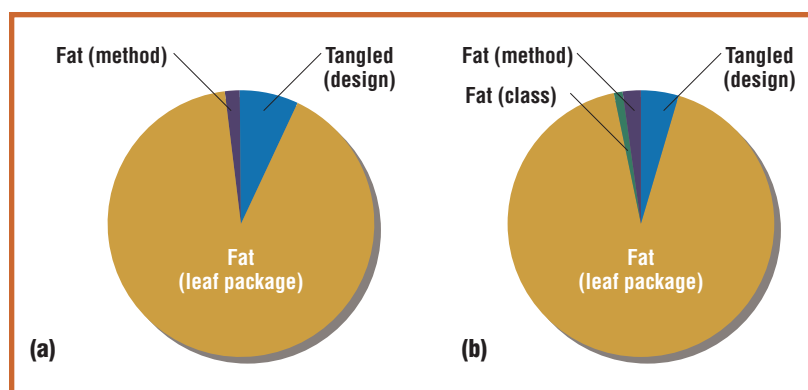 Fat (method)
Tangled
(design)
Fat
(leaf package)
(a)
Fat (method)
Fat (class)
Tangled
(design)
Fat
(leaf package)
(b)